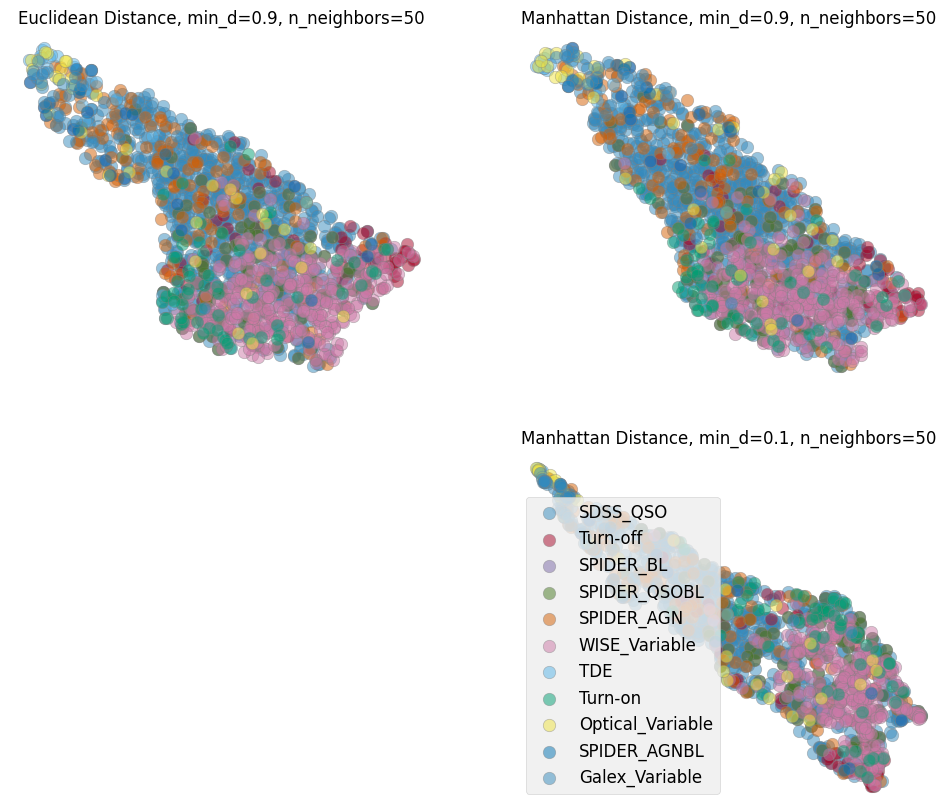 Euclidean Distance, min_d=0.9, n_neighbors=50
Manhattan Distance, min_d=0.9, n_neighbors=50
Manhattan Distance, min_d=0.1, n_neighbors=50
SDSS_QSO
Turn-off
SPIDER_BL
SPIDER_QSOBL
SPIDER_AGN
WISE_Variable
TDE
Turn-on
Optical_Variable
SPIDER_AGNBL
Galex_Variable